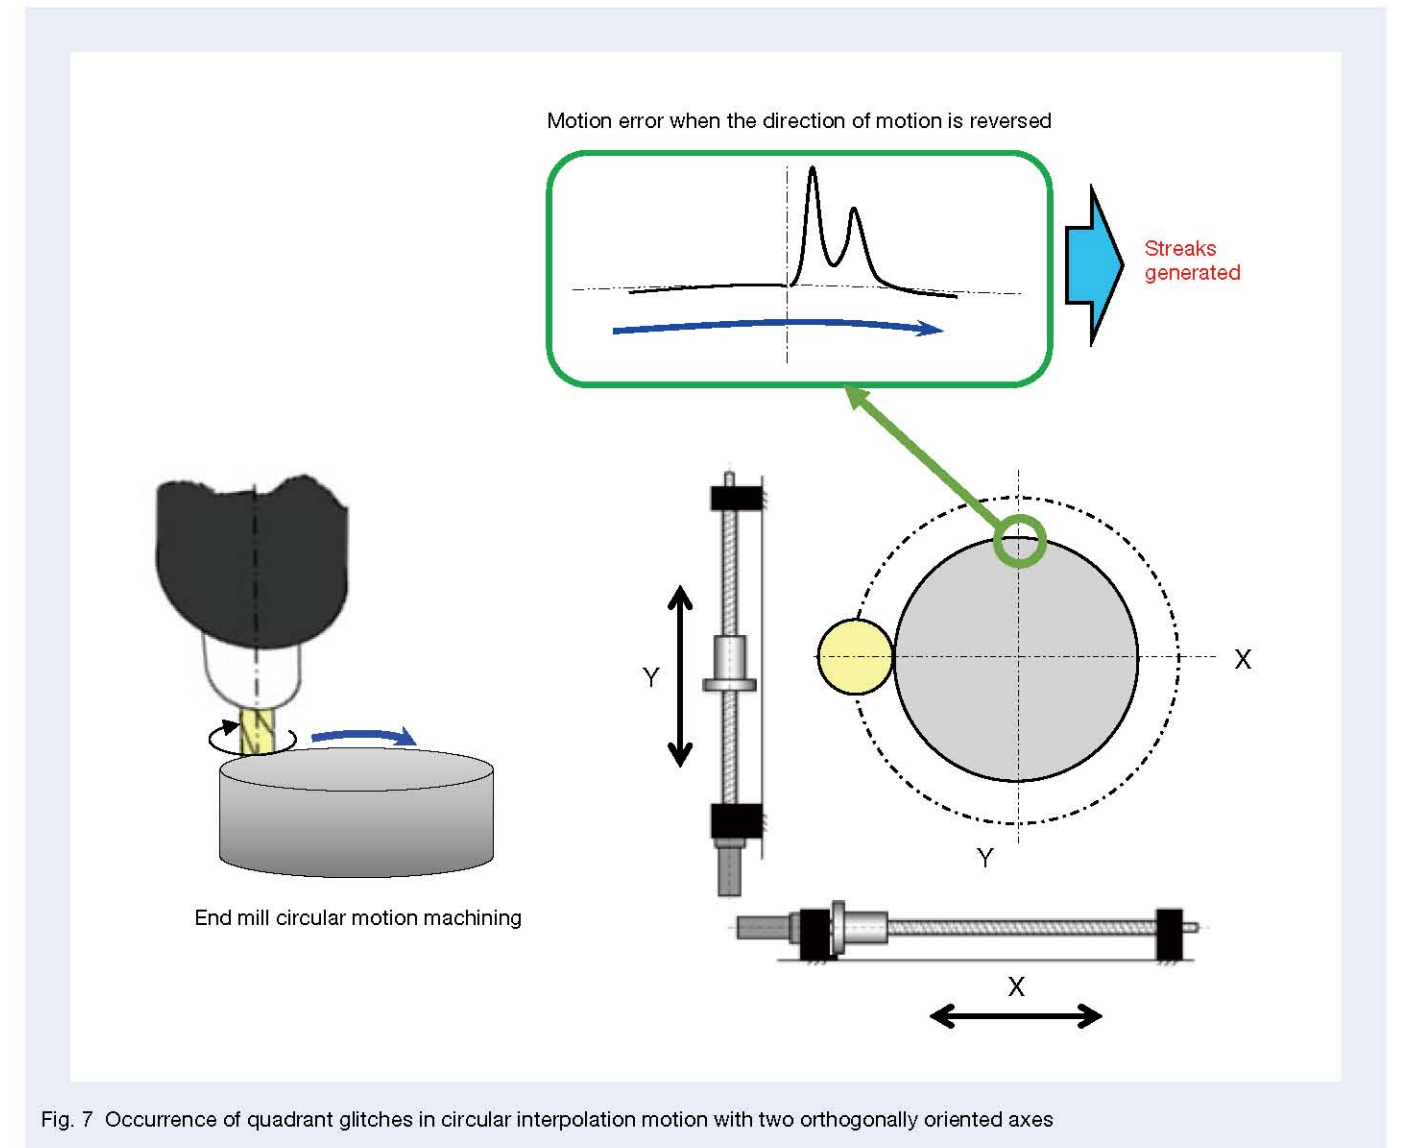 Motion error when the direction of motion is reversed
Streaks
generated
Y
X
Y
End mill circular motion machining
X
Fig. 7 Occurrence of quadrant glitches in circular interpolation motion with two orthogonally oriented axes